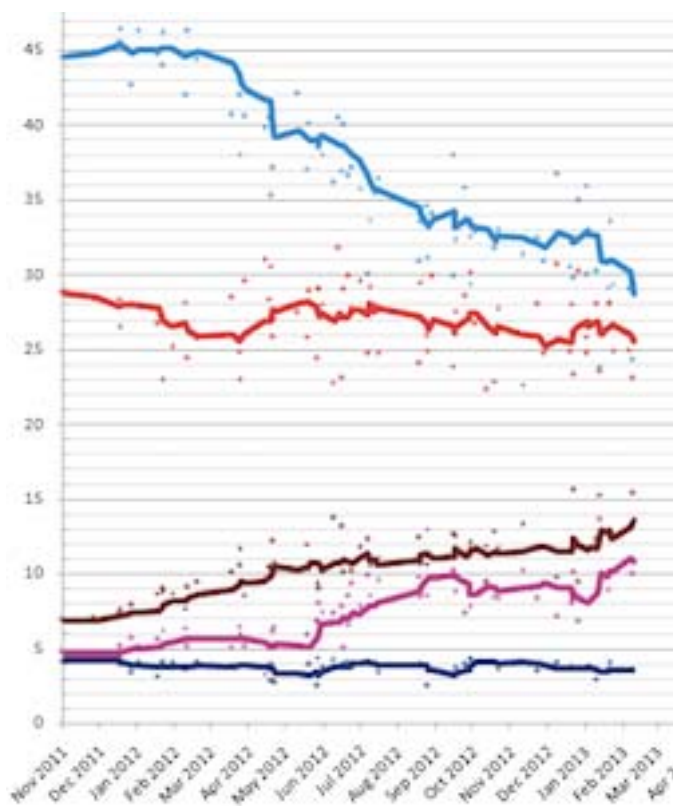 45
40
35
30
25
20
15
10
5
0
Nov 2011
Dec 2011
Jan 2012
Feb 2012
Mar 2012
Apr 2012
May 2012
Jun 2012
Jul 2012
Aug 2012
Sep 2012
Oct 2012
Nov 2012
Dec 2012
Jan 2013
Feb 2013
Mar 2013
Apr 2